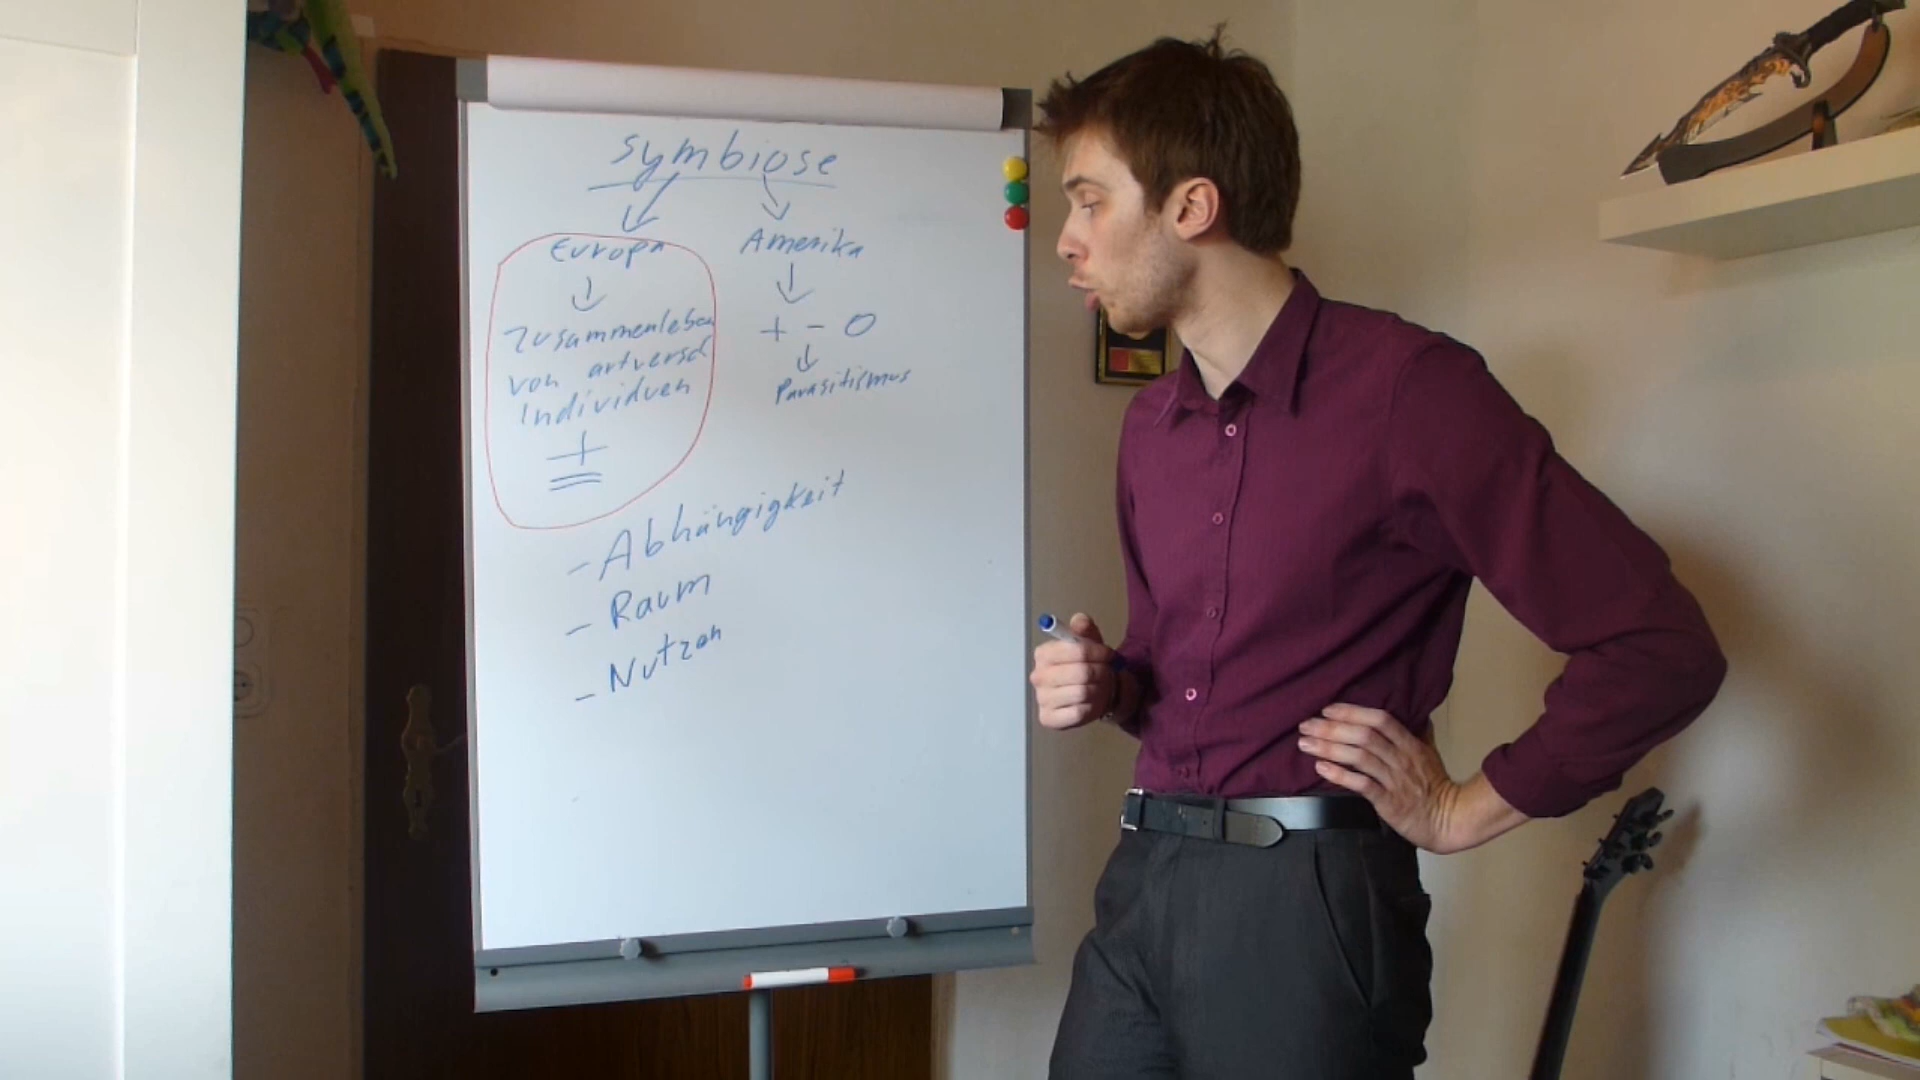 symbiose
Europa
Amerika
Zusammenleben
von artversch
Individuen
+
+ - 0
Parasitismus
- Abhängigkeit
- Raum
- Nutzen